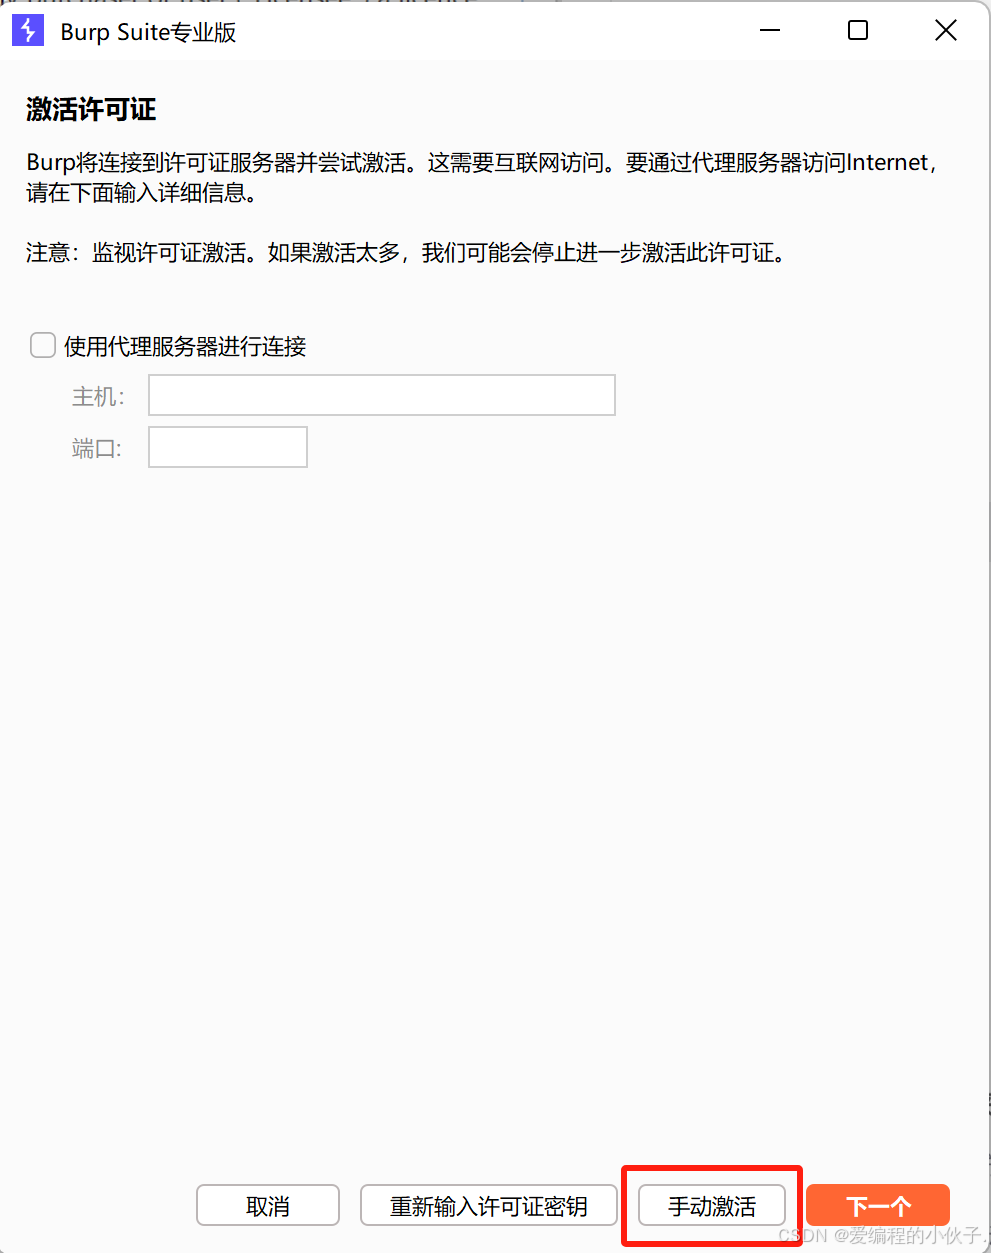 Burp Suite专业版
激活许可证
Burp将连接到许可证服务器并尝试激活。这需要互联网访问。要通过代理服务器访问Internet，
请在下面输入详细信息。
注意：监视许可证激活。如果激活太多，我们可能会停止进一步激活此许可证。
使用代理服务器进行连接
主机：
端口:
取消
重新输入许可证密钥
手动激活
下一个
CSDN @爱编程的小伙子.